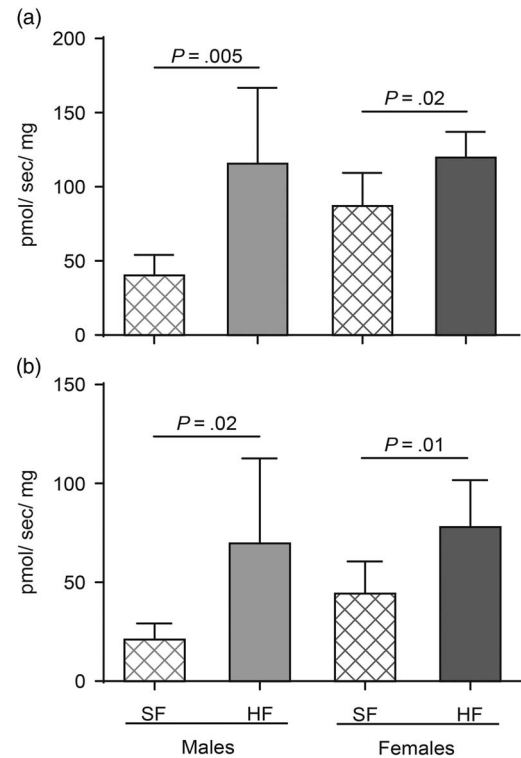 (a)
200
P = .005
P = .02
150
100
50
0
pmol/ sec/ mg
(b)
150
P = .02
P = .01
100
50
0
pmol/ sec/ mg
SF HF SF HF
Males Females